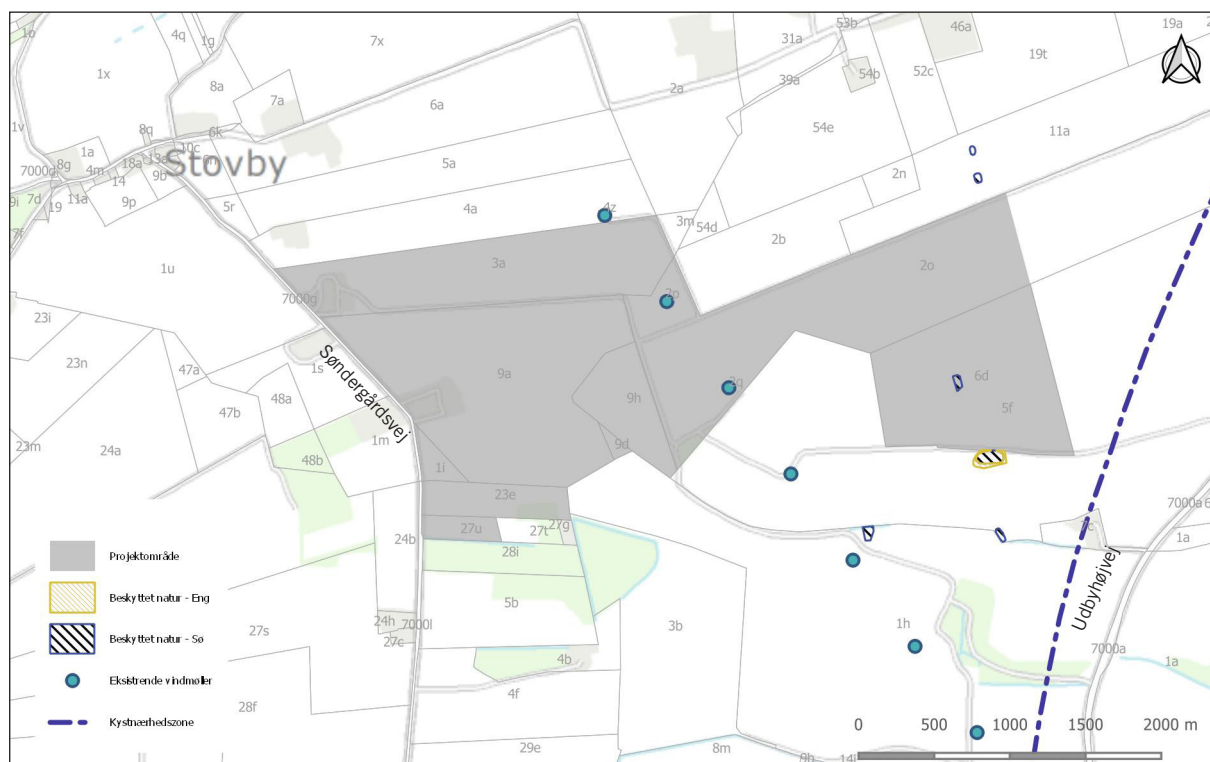 1o
4q
1g
7x
31a
53b
46a
19a
2
1x
8a
7a
6a
2a
39a
54b
52c
19t
1v
8q
6k
10c
54e
11a
1a
8g
7000d
4m
18a
13a
14
9b
Stovby
5a
2n
9i
7d
19
11a
9p
5r
4a
4z
3m
54d
2b
7f
1u
3a
2o
7000g
2p
23i
23n
47a
1s
Søndergårdsvej
9a
9h
2q
6d
5f
48a
47b
23m
24a
48b
1m
9d
1i
23e
27u
27t
27g
28i
24b
7000a
6
1a
7000l
24h
27c
5b
3b
1h
Udbyhøjvej
7000a
1a
27s
4b
4f
28f
29e
8m
9b
14i
Projektområde
Beskyttet natur - Eng
Beskyttet natur - Sø
Eksistrende vindmøller
Kystnærhedszone
0 500 1000 1500 2000 m